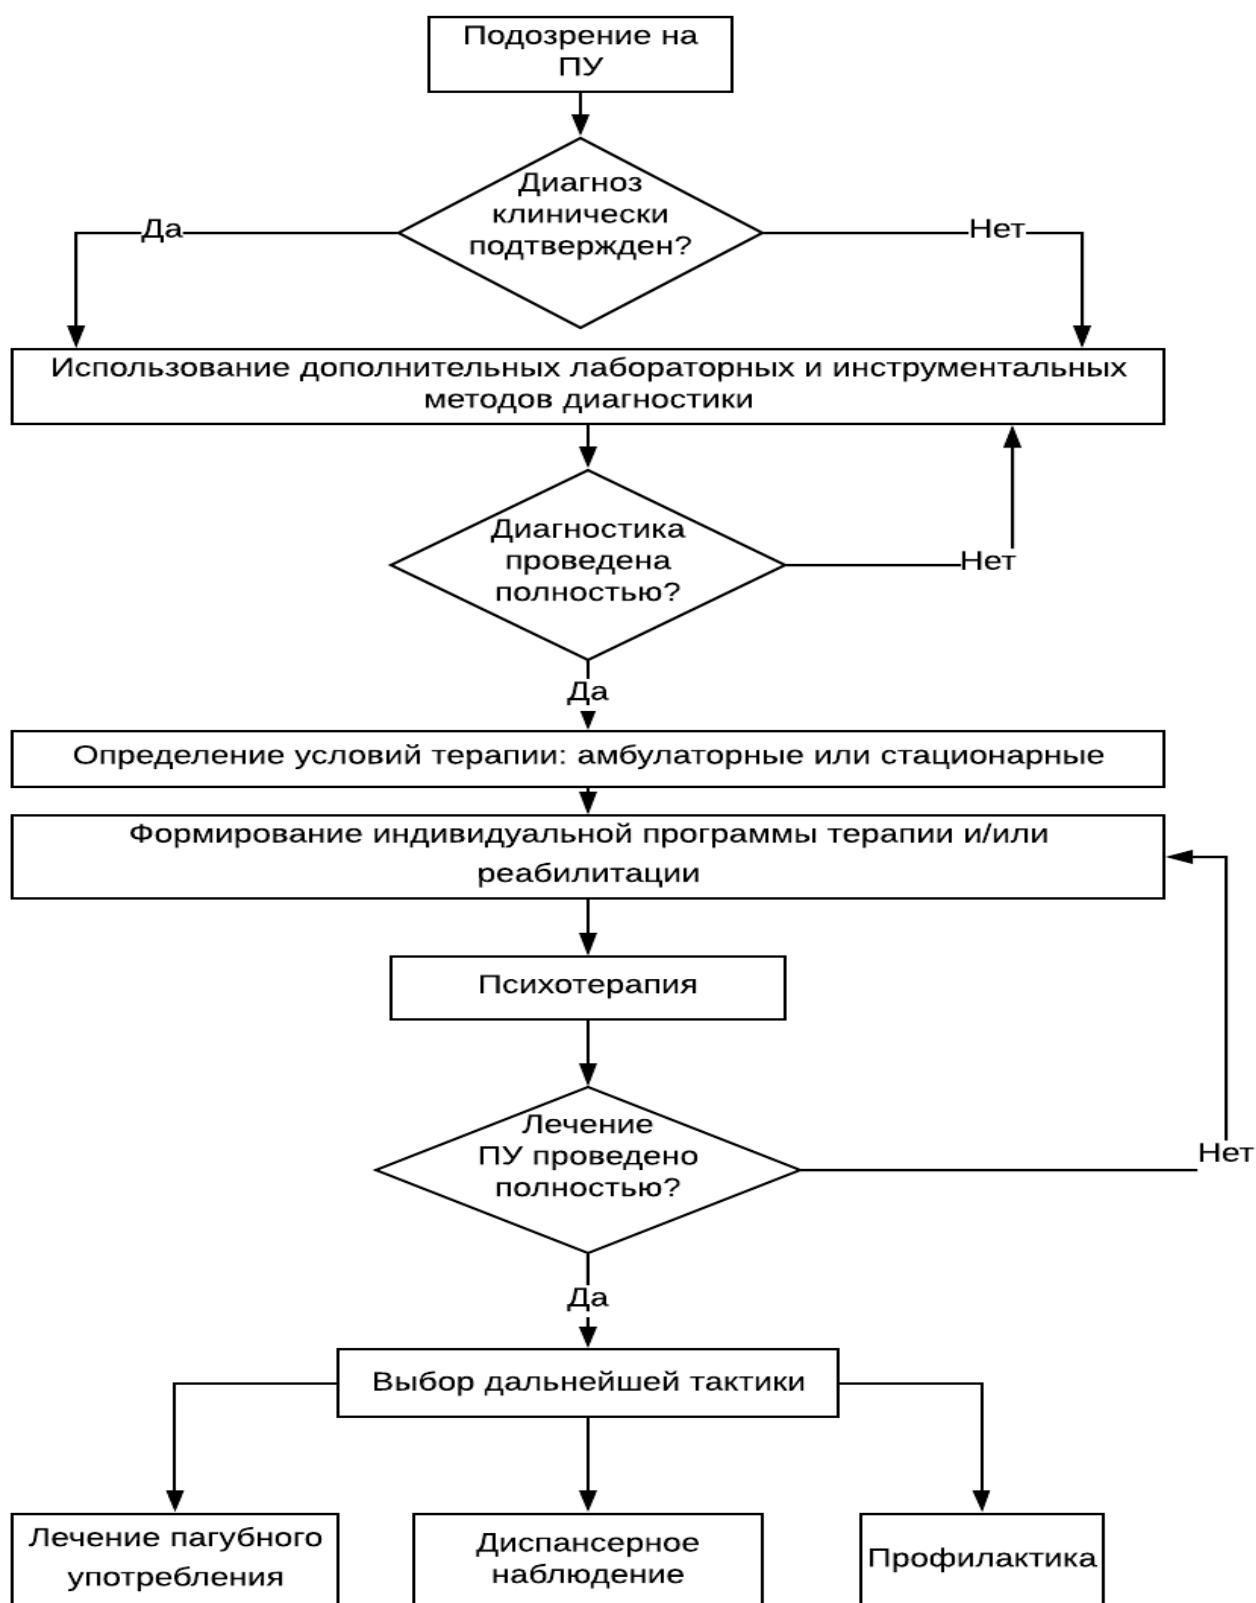 Подозрение на
ПУ
Диагноз
клинически
подтвержден?
Да
Нет
Использование дополнительных лабораторных и инструментальных
методов диагностики
Диагностика
проведена
полностью?
Нет
Да
Определение условий терапии: амбулаторные или стационарные
Формирование индивидуальной программы терапии и/или
реабилитации
Психотерапия
Лечение
ПУ проведено
полностью?
Нет
Да
Выбор дальнейшей тактики
Лечение пагубного
употребления
Диспансерное
наблюдение
Профилактика